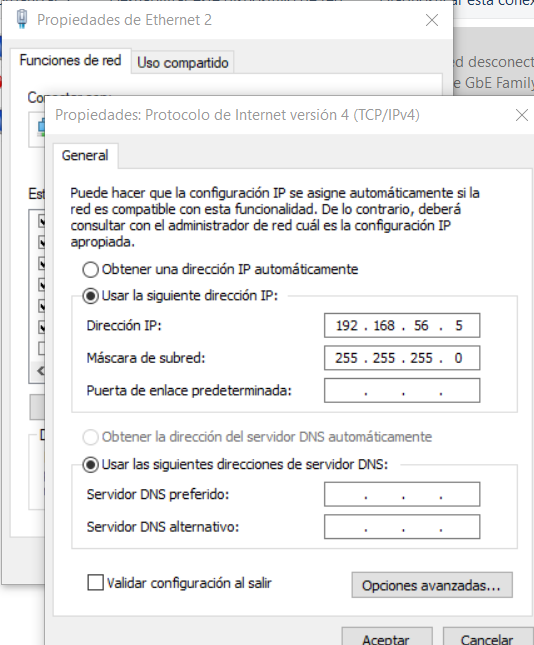 Propiedades de Ethernet 2
Funciones de red
Uso compartido
ed desconect
e GbE Family
Propiedades: Protocolo de Internet versión 4 (TCP/IPv4)
General
Est
Puede hacer que la configuración IP se asigne automáticamente si la
red es compatible con esta funcionalidad. De lo contrario, deberá
consultar con el administrador de red cuál es la configuración IP
apropiada.
Obtener una dirección IP automáticamente
Usar la siguiente dirección IP:
Dirección IP:
192 . 168 . 56 . 5
Máscara de subred:
255 . 255 . 255 . 0
Puerta de enlace predeterminada:
. . .
Obtener la dirección del servidor DNS automáticamente
Usar las siguientes direcciones de servidor DNS:
Servidor DNS preferido:
. . .
Servidor DNS alternativo:
. . .
Validar configuración al salir
Opciones avanzadas...
Aceptar
Cancelar